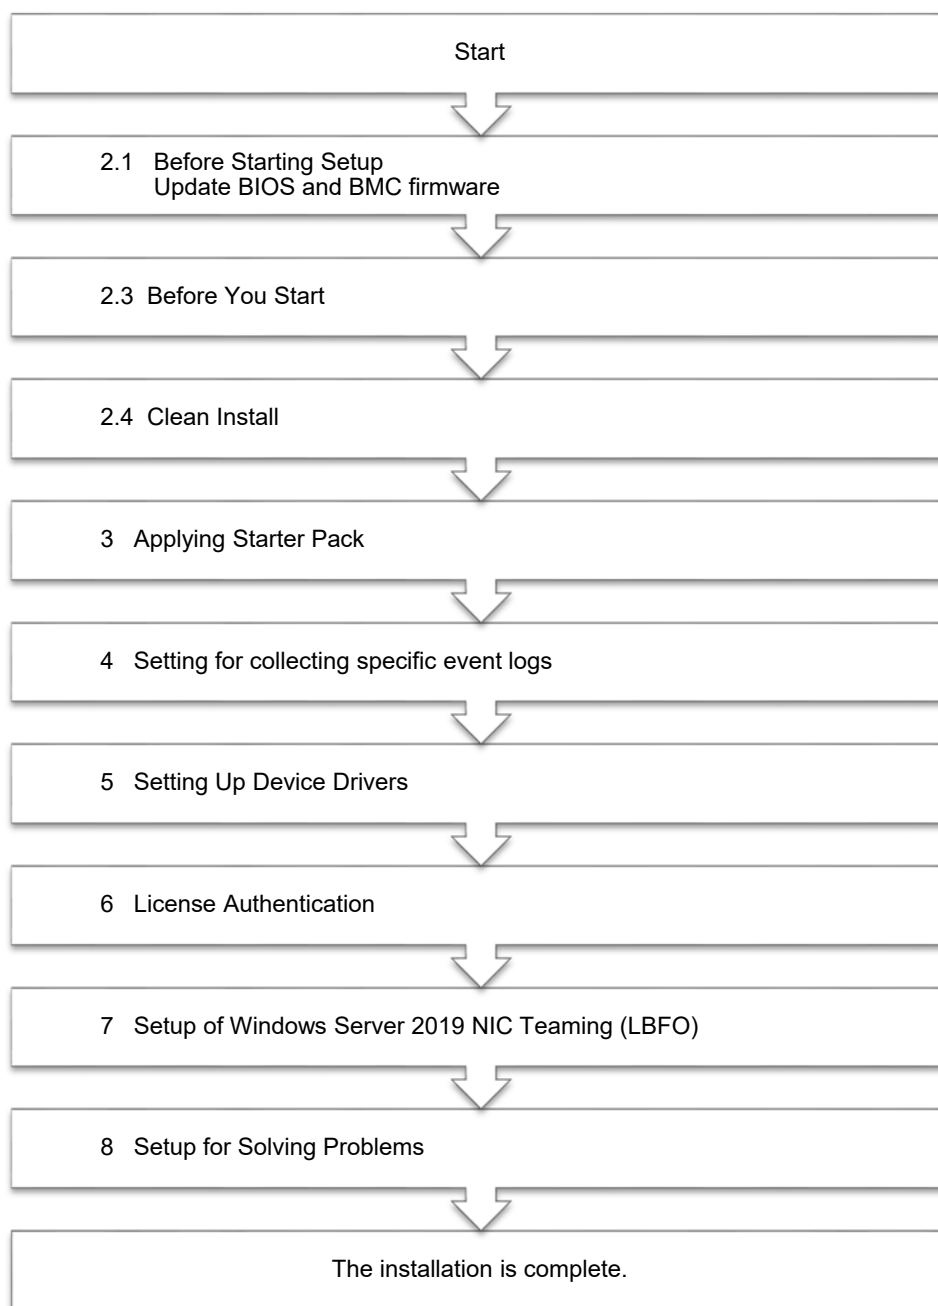 Start
2.1 Before Starting Setup
Update BIOS and BMC firmware
2.3 Before You Start
2.4 Clean Install
3 Applying Starter Pack
4 Setting for collecting specific event logs
5 Setting Up Device Drivers
6 License Authentication
7 Setup of Windows Server 2019 NIC Teaming (LBFO)
8 Setup for Solving Problems
The installation is complete.